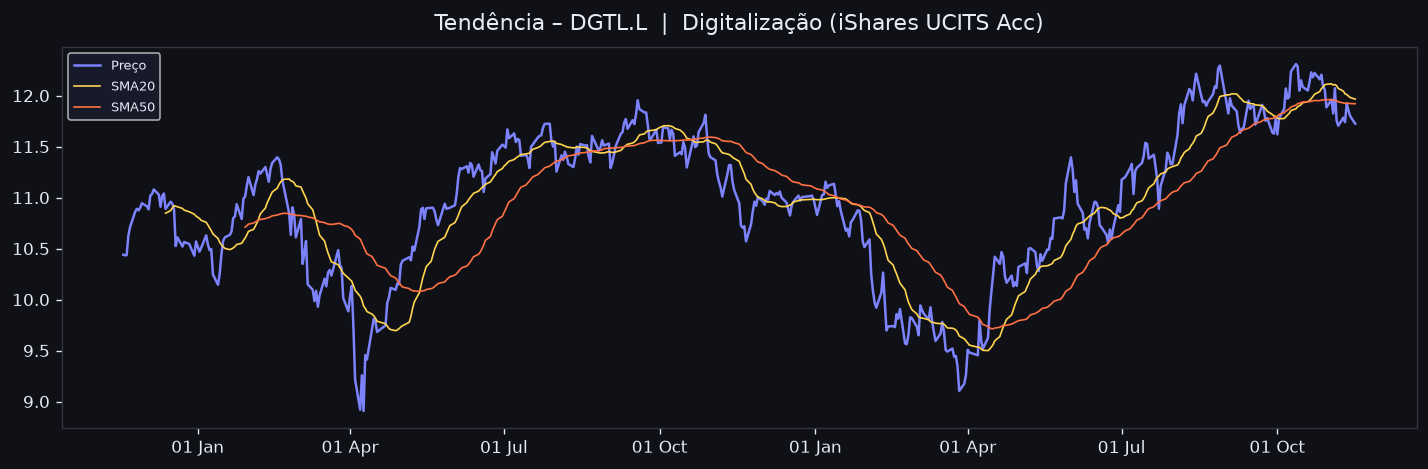 Tendência – DGTL.L | Digitalização (iShares UCITS Acc)
Preço
SMA20
SMA50
12.0
11.5
11.0
10.5
10.0
9.5
9.0
01 Jan
01 Apr
01 Jul
01 Oct
01 Jan
01 Apr
01 Jul
01 Oct